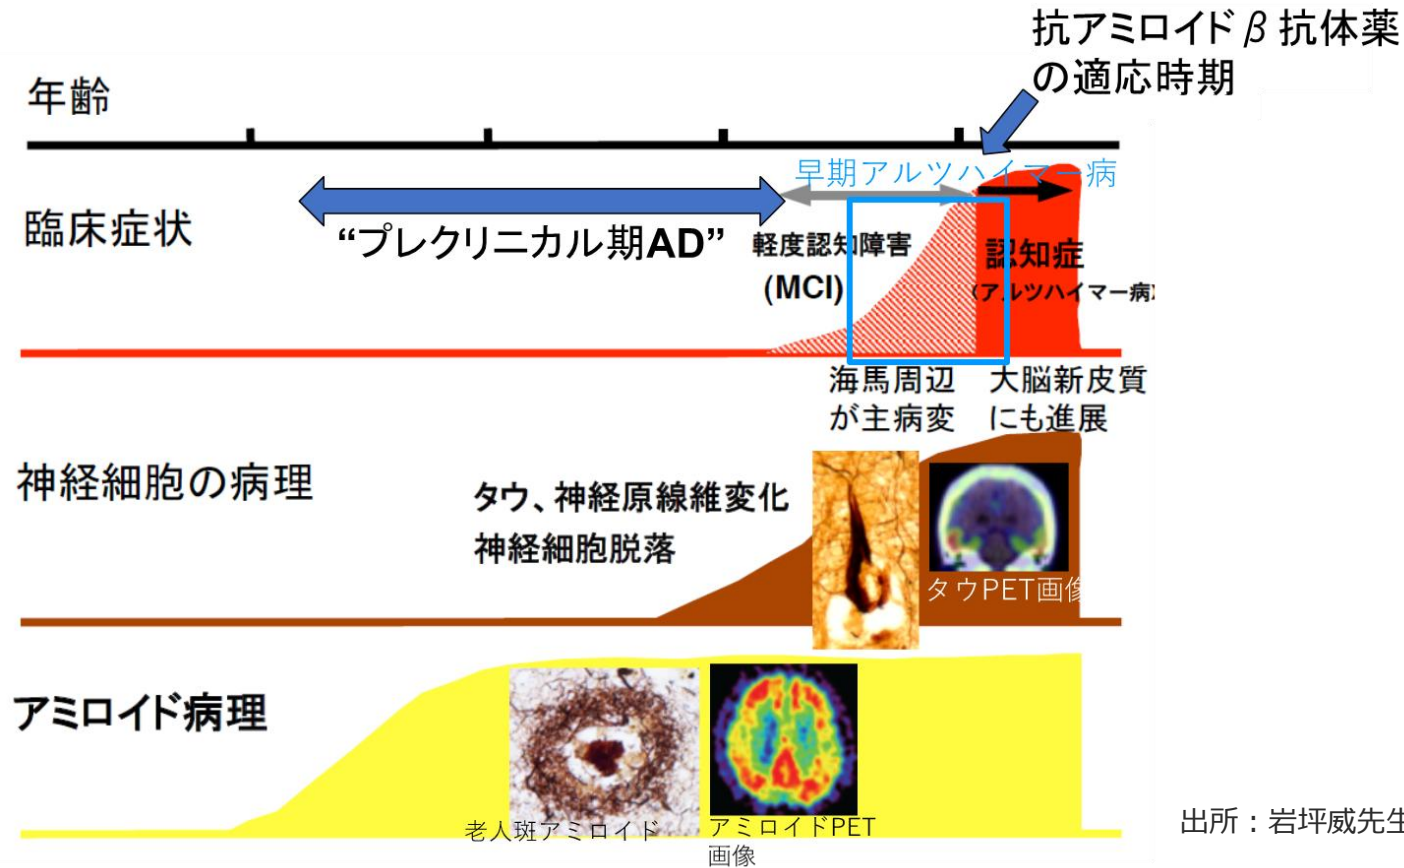 抗アミロイドβ抗体薬
の適応時期
年齢
早期アルツハイマー病
臨床症状
“プレクリニカル期AD”
軽度認知障害
(MCI)
認知症
(アルツハイマー病)
海馬周辺
が主病変
大脳新皮質
にも進展
神経細胞の病理
タウ、神経原線維変化
神経細胞脱落
タウPET画像
アミロイド病理
老人斑アミロイド
アミロイドPET
画像
出所：岩坪威先生